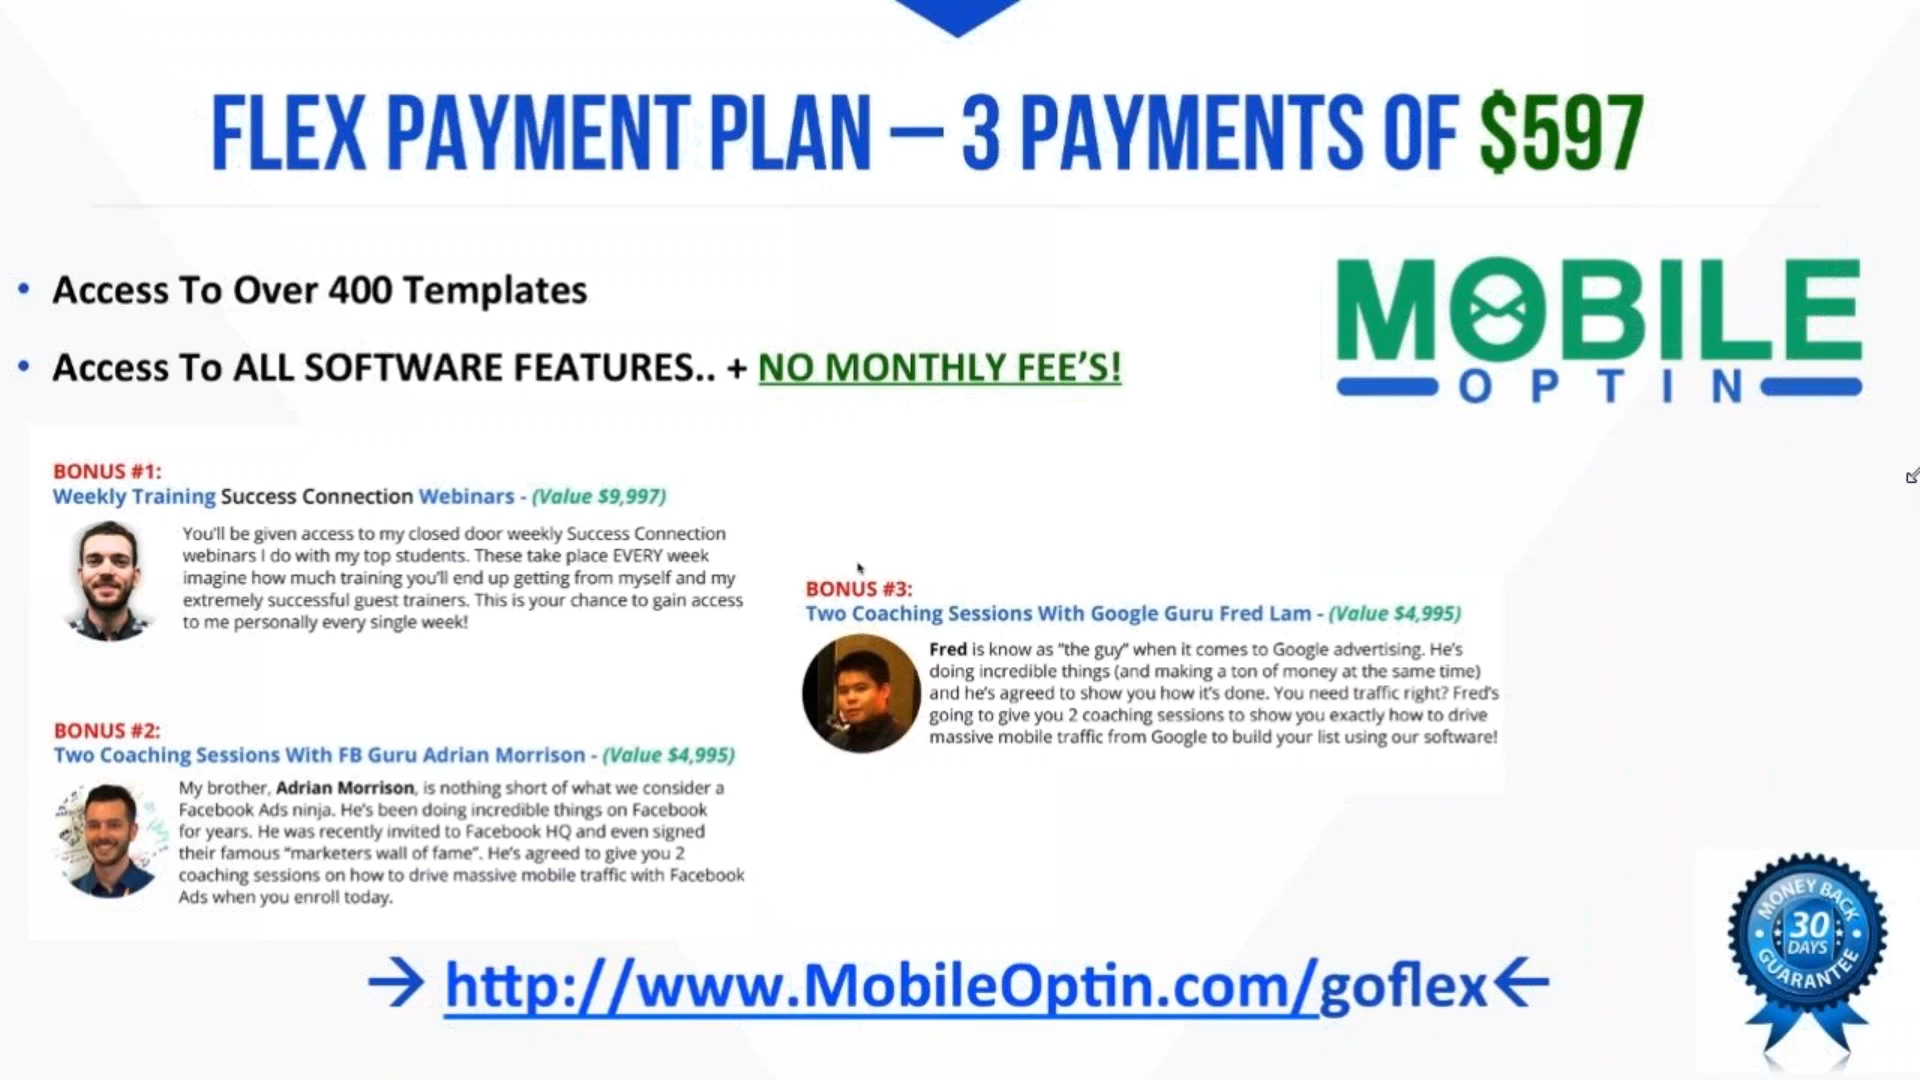 FLEX PAYMENT PLAN – 3 PAYMENTS OF $597
• Access To Over 400 Templates
• Access To ALL SOFTWARE FEATURES.. + NO MONTHLY FEE’S!
MOBILE
OPTIN
BONUS #1:
Weekly Training Success Connection Webinars - (Value $9,997)
You'll be given access to my closed door weekly Success Connection
webinars I do with my top students. These take place EVERY week
imagine how much training you'll end up getting from myself and my
extremely successful guest trainers. This is your chance to gain access
to me personally every single week!
BONUS #2:
Two Coaching Sessions With FB Guru Adrian Morrison - (Value $4,995)
My brother, Adrian Morrison, is nothing short of what we consider a
Facebook Ads ninja. He's been doing incredible things on Facebook
for years. He was recently invited to Facebook HQ and even signed
their famous "marketers wall of fame". He's agreed to give you 2
coaching sessions on how to drive massive mobile traffic with Facebook
Ads when you enroll today.
BONUS #3:
Two Coaching Sessions With Google Guru Fred Lam - (Value $4,995)
Fred is know as "the guy" when it comes to Google advertising. He's
doing incredible things (and making a ton of money at the same time)
and he's agreed to show you how it's done. You need traffic right? Fred's
going to give you 2 coaching sessions to show you exactly how to drive
massive mobile traffic from Google to build your list using our software!
→ http://www.MobileOptin.com/goflex←
MONEY BACK
30
DAYS
GUARANTEE